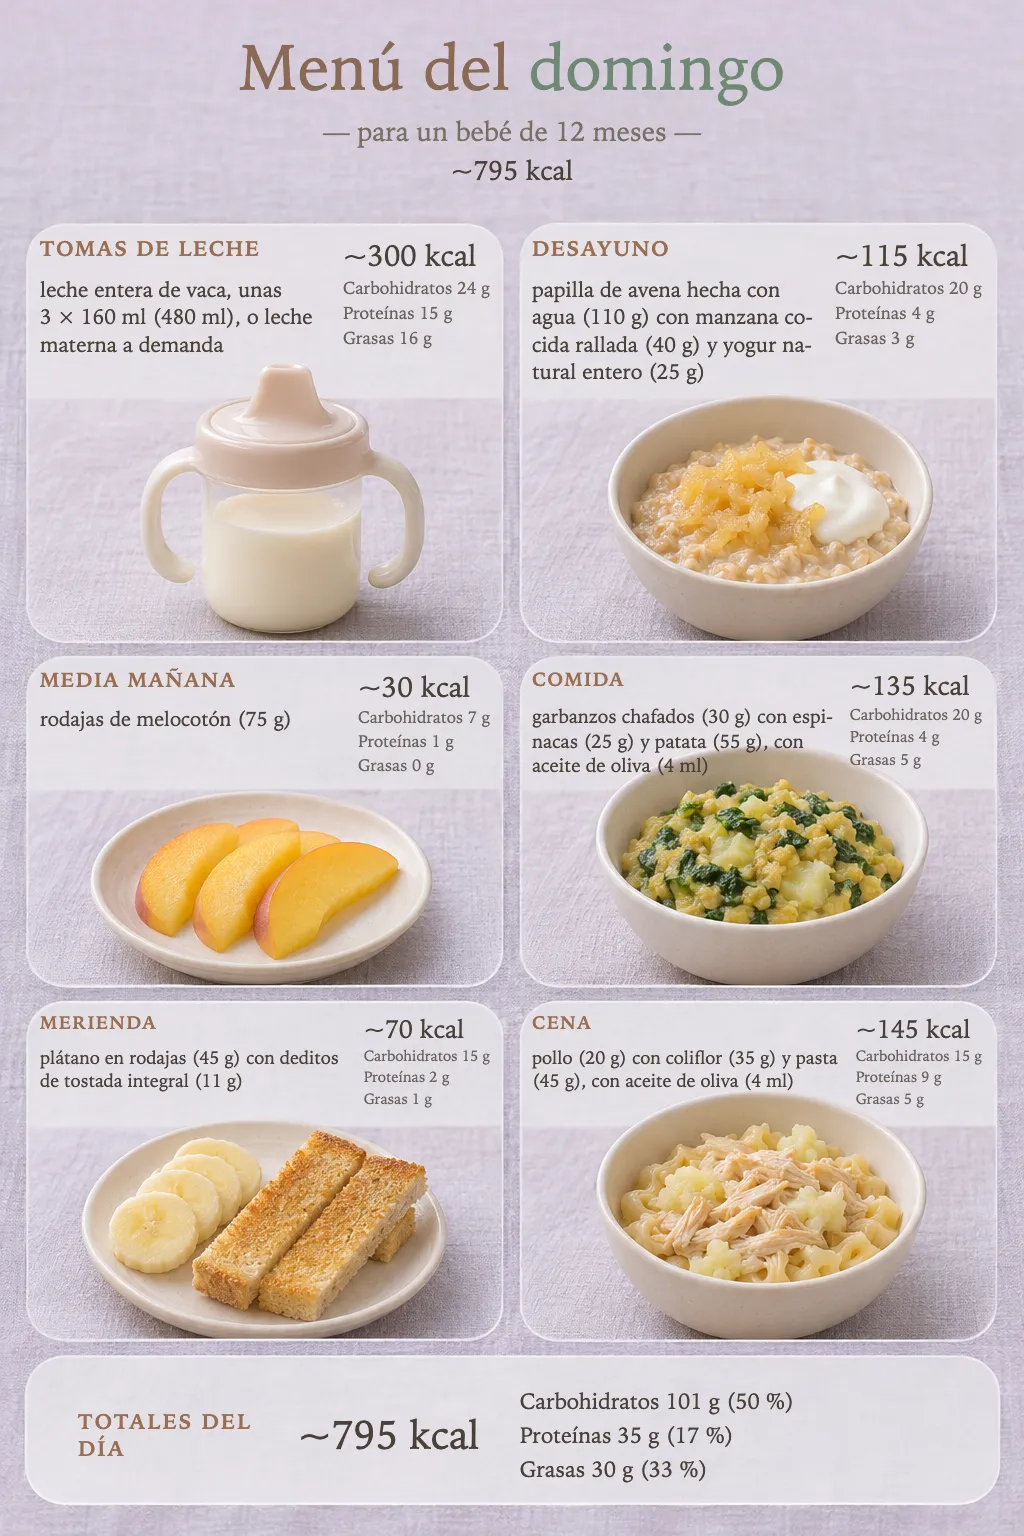 Menú del domingo
— para un bebé de 12 meses —
~795 kcal
TOMAS DE LECHE
~300 kcal
leche entera de vaca, unas
3 × 160 ml (480 ml), o leche
materna a demanda
Carbohidratos 24 g
Proteínas 15 g
Grasas 16 g
DESAYUNO
~115 kcal
papilla de avena hecha con
agua (110 g) con manzana co-
cida rallada (40 g) y yogur na-
tural entero (25 g)
Carbohidratos 20 g
Proteínas 4 g
Grasas 3 g
MEDIA MAÑANA
~30 kcal
rodajas de melocotón (75 g)
Carbohidratos 7 g
Proteínas 1 g
Grasas 0 g
COMIDA
~135 kcal
garbanzos chafados (30 g) con espi-
nacas (25 g) y patata (55 g), con
aceite de oliva (4 ml)
Carbohidratos 20 g
Proteínas 4 g
Grasas 5 g
MERIENDA
~70 kcal
plátano en rodajas (45 g) con deditos
de tostada integral (11 g)
Carbohidratos 15 g
Proteínas 2 g
Grasas 1 g
CENA
~145 kcal
pollo (20 g) con coliflor (35 g) y pasta
(45 g), con aceite de oliva (4 ml)
Carbohidratos 15 g
Proteínas 9 g
Grasas 5 g
TOTALES DEL
DÍA
~795 kcal
Carbohidratos 101 g (50 %)
Proteínas 35 g (17 %)
Grasas 30 g (33 %)